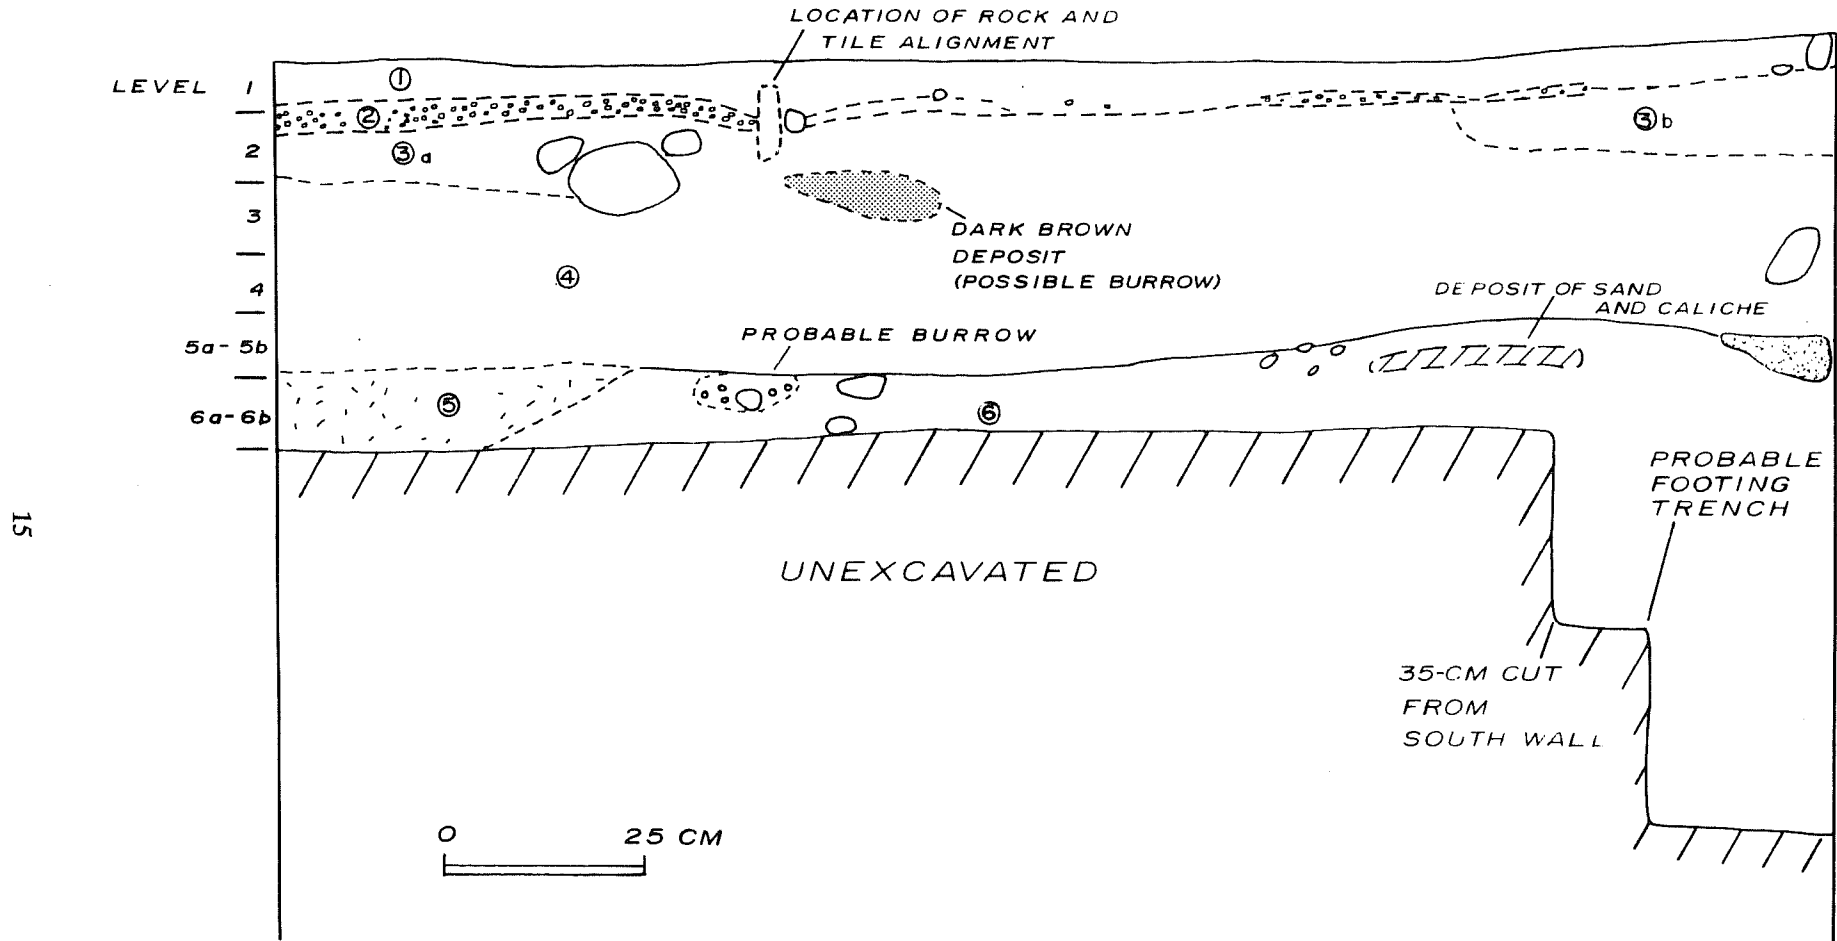 LOCATION OF ROCK AND
TILE ALIGNMENT
LEVEL 1
①
②
③a
③b
2
3
DARK BROWN
DEPOSIT
(POSSIBLE BURROW)
④
4
DEPOSIT OF SAND
AND CALICHE
PROBABLE BURROW
5a-5b
⑤
⑥
6a-6b
PROBABLE
FOOTING
TRENCH
15
UNEXCAVATED
35-CM CUT
FROM
SOUTH WALL
0 25 CM